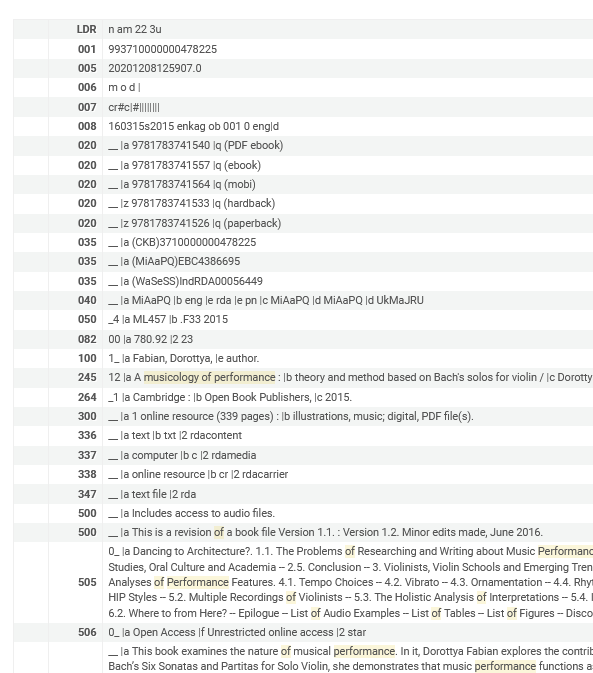 LDR n am 22 3u
001 993710000000478225
005 20201208125907.0
006 m o d |
007 cr#c|#||||||||
008 160315s2015 enkag ob 001 0 eng|d
020 __ |a 9781783741540 |q (PDF ebook)
020 __ |a 9781783741557 |q (ebook)
020 __ |a 9781783741564 |q (mobi)
020 __ |z 9781783741533 |q (hardback)
020 __ |z 9781783741526 |q (paperback)
035 __ |a (CKB)3710000000478225
035 __ |a (MiAaPQ)EBC4386695
035 __ |a (WaSeSS)IndRDA00056449
040 __ |a MiAaPQ |b eng |e rda |e pn |c MiAaPQ |d MiAaPQ |d UkMaJRU
050 _4 |a ML457 |b .F33 2015
082 00 |a 780.92 |2 23
100 1_ |a Fabian, Dorottya, |e author.
245 12 |a A musicology of performance : |b theory and method based on Bach's solos for violin / |c Dorotty
264 _1 |a Cambridge : |b Open Book Publishers, |c 2015.
300 __ |a 1 online resource (339 pages) : |b illustrations, music; digital, PDF file(s).
336 __ |a text |b txt |2 rdacontent
337 __ |a computer |b c |2 rdamedia
338 __ |a online resource |b cr |2 rdacarrier
347 __ |a text file |2 rda
500 __ |a Includes access to audio files.
500 __ |a This is a revision of a book file Version 1.1. : Version 1.2. Minor edits made, June 2016.
0_ |a Dancing to Architecture?. 1.1. The Problems of Researching and Writing about Music Performanc
Studies, Oral Culture and Academia -- 2.5. Conclusion -- 3. Violinists, Violin Schools and Emerging Tren
505 Analyses of Performance Features. 4.1. Tempo Choices -- 4.2. Vibrato -- 4.3. Ornamentation -- 4.4. Rhyt
HIP Styles -- 5.2. Multiple Recordings of Violinists -- 5.3. The Holistic Analysis of Interpretations -- 5.4. I
6.2. Where to from Here? -- Epilogue -- List of Audio Examples -- List of Tables -- List of Figures -- Disco
506 0_ |a Open Access |f Unrestricted online access |2 star
__ |a This book examines the nature of musical performance. In it, Dorottya Fabian explores the contrib
Bach's Six Sonatas and Partitas for Solo Violin, she demonstrates that music performance functions a